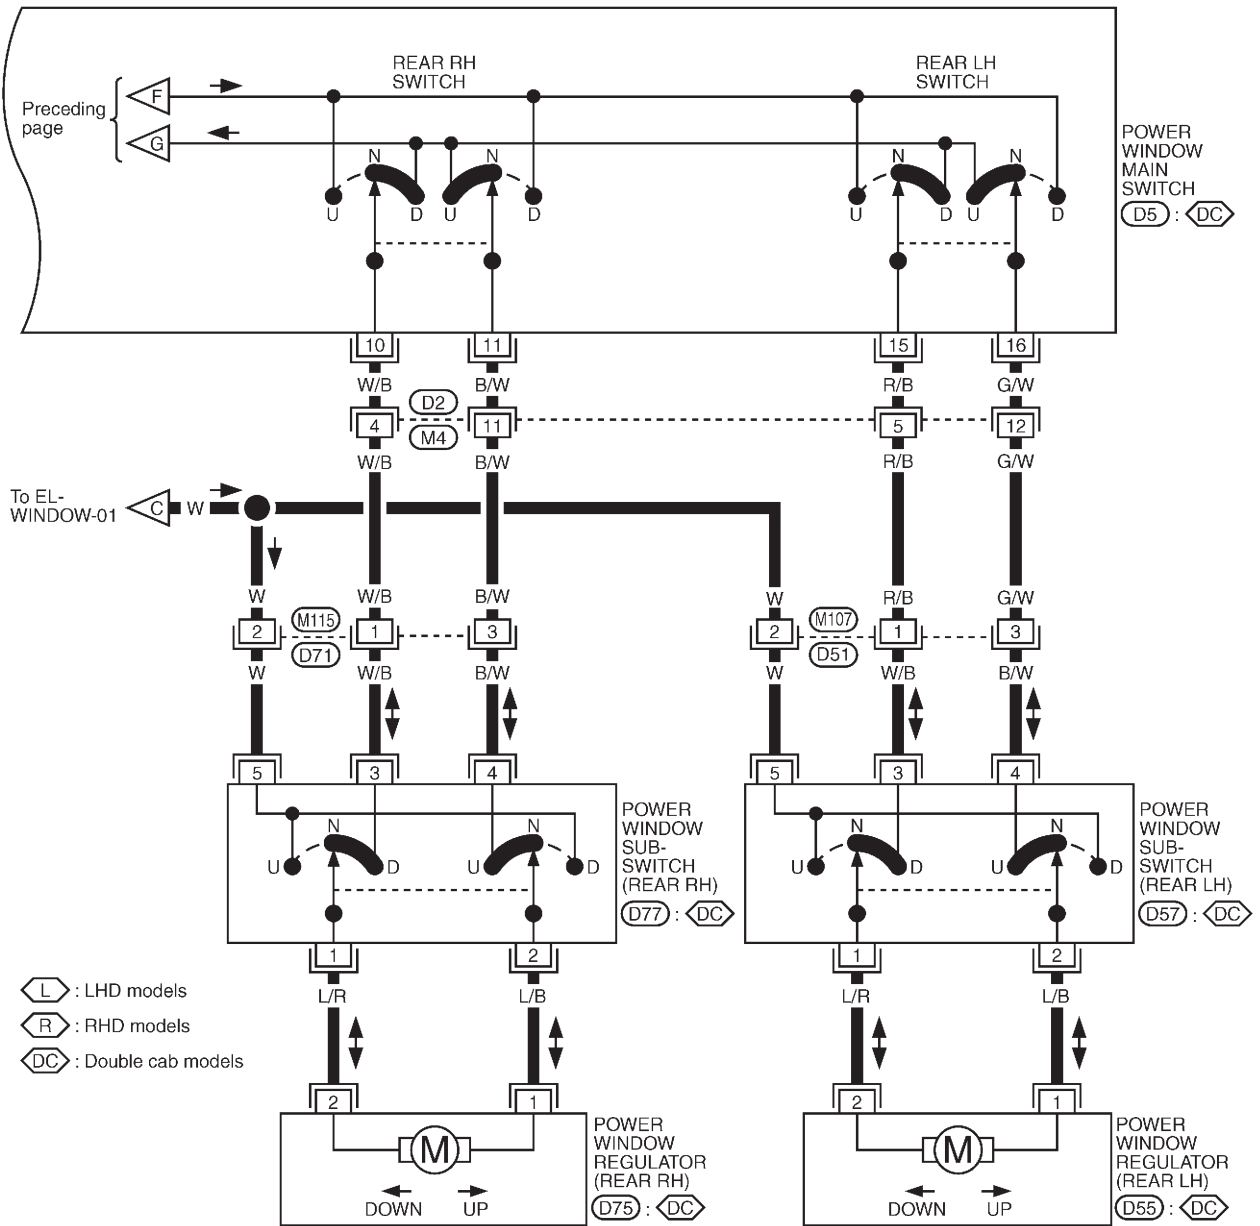 REAR RH
SWITCH
REAR LH
SWITCH
F
Preceding
page
G
POWER
WINDOW
MAIN
SWITCH
D5 : DC
N N N N
U D U D U D U D
10 11 15 16
W/B B/W R/B G/W
D2
4 11 5 12
M4
W/B B/W R/B G/W
To EL-
WINDOW-01
C W
W W/B B/W W R/B G/W
M115 M107
2 1 3 2 1 3
D71 D51
W W/B B/W W W/B B/W
5 3 4 5 3 4
N N N N
U D U D U D U D
POWER
WINDOW
SUB-
SWITCH
(REAR RH)
D77 : DC
POWER
WINDOW
SUB-
SWITCH
(REAR LH)
D57 : DC
1 2 1 2
L/R L/B L/R L/B
L : LHD models
R : RHD models
DC : Double cab models
2 1 2 1
M M
DOWN UP DOWN UP
POWER
WINDOW
REGULATOR
(REAR RH)
D75 : DC
POWER
WINDOW
REGULATOR
(REAR LH)
D55 : DC